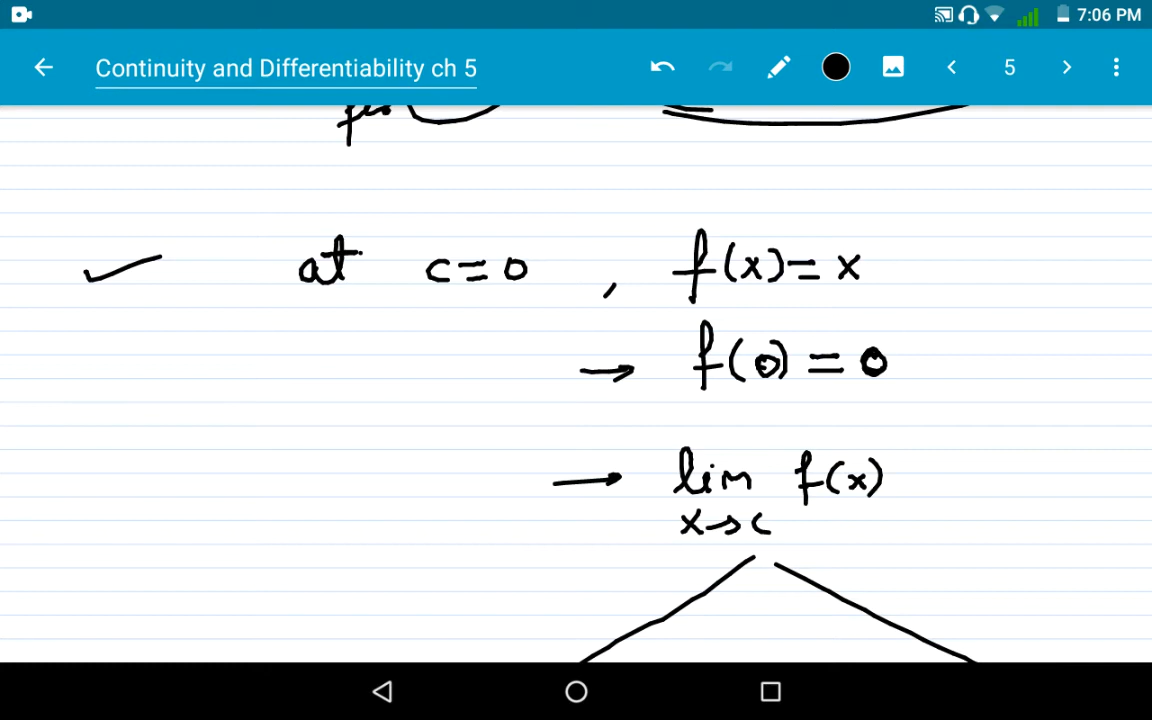 7:06 PM
Continuity and Differentiability ch 5
5
at c=0 , f(x)= x
→ f(0) = 0
→ lim f(x)
x→c